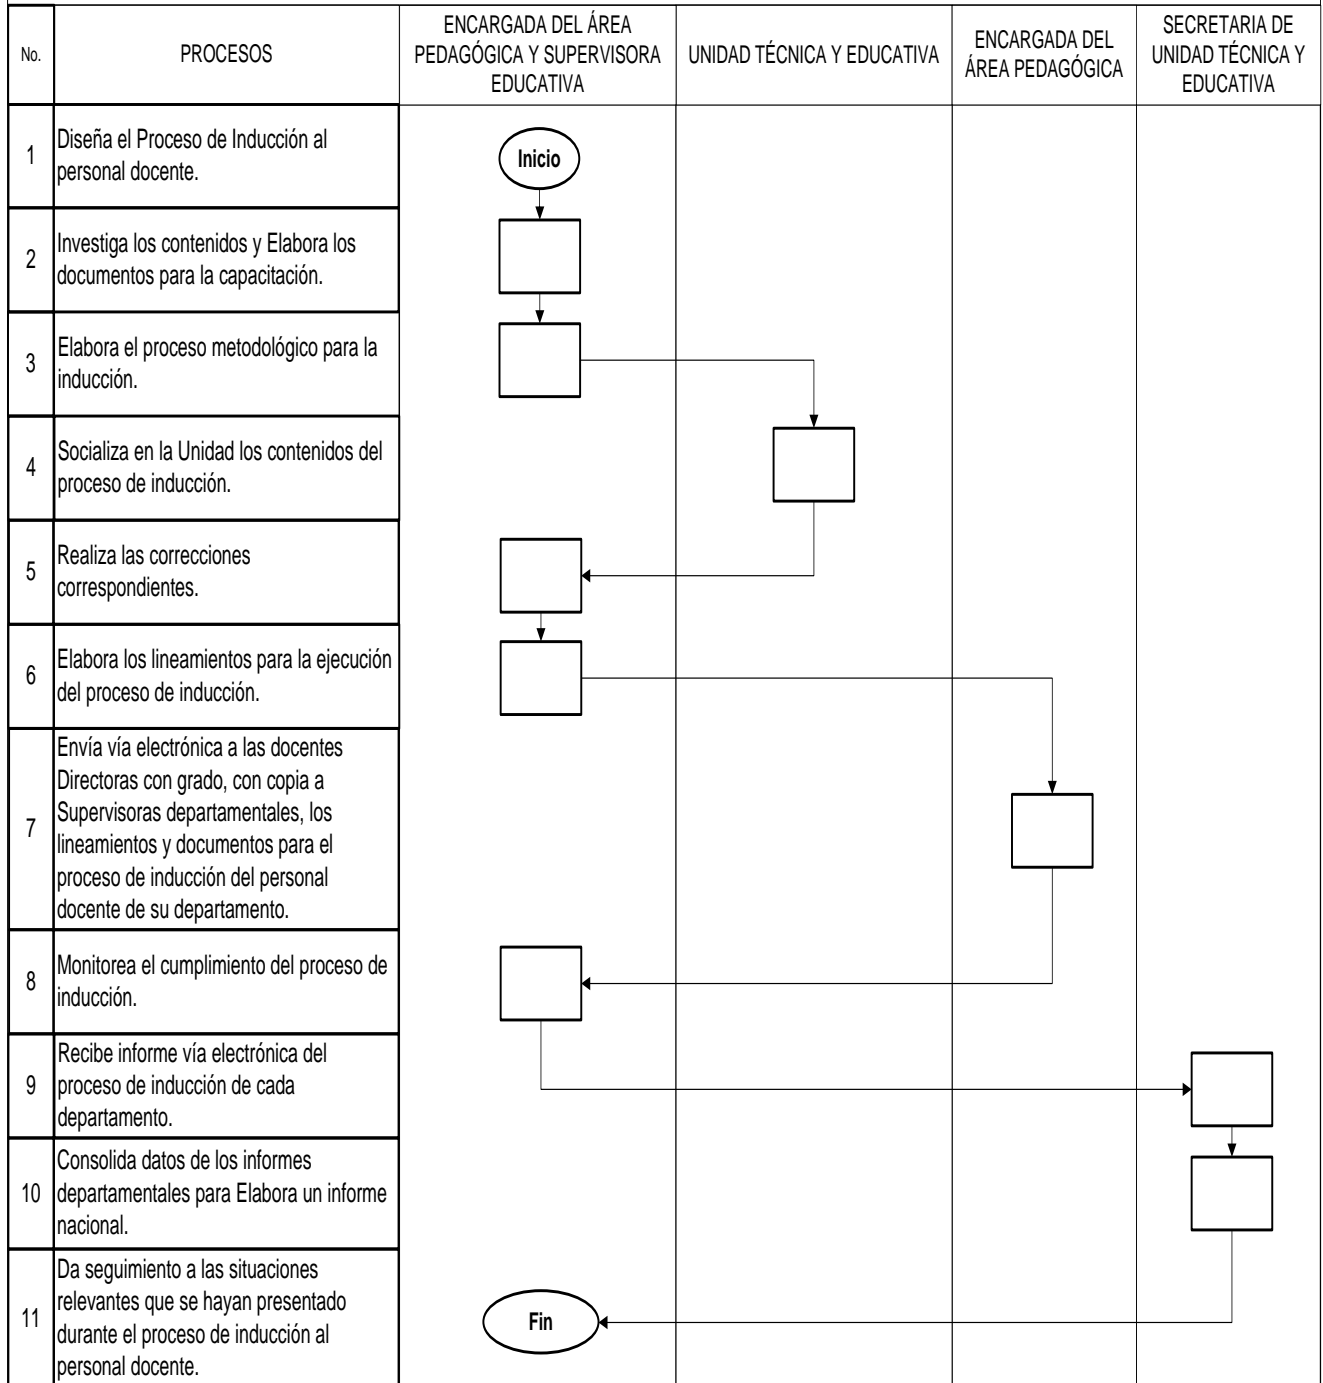 No.
PROCESOS
ENCARGADA DEL ÁREA
PEDAGÓGICA Y SUPERVISORA
EDUCATIVA
UNIDAD TÉCNICA Y EDUCATIVA
ENCARGADA DEL
ÁREA PEDAGÓGICA
SECRETARIA DE
UNIDAD TÉCNICA Y
EDUCATIVA
1
Diseña el Proceso de Inducción al
personal docente.
Inicio
2
Investiga los contenidos y Elabora los
documentos para la capacitación.
3
Elabora el proceso metodológico para la
inducción.
4
Socializa en la Unidad los contenidos del
proceso de inducción.
5
Realiza las correcciones
correspondientes.
6
Elabora los lineamientos para la ejecución
del proceso de inducción.
7
Envía vía electrónica a las docentes
Directoras con grado, con copia a
Supervisoras departamentales, los
lineamientos y documentos para el
proceso de inducción del personal
docente de su departamento.
8
Monitorea el cumplimiento del proceso de
inducción.
9
Recibe informe vía electrónica del
proceso de inducción de cada
departamento.
10
Consolida datos de los informes
departamentales para Elabora un informe
nacional.
11
Da seguimiento a las situaciones
relevantes que se hayan presentado
durante el proceso de inducción al
personal docente.
Fin